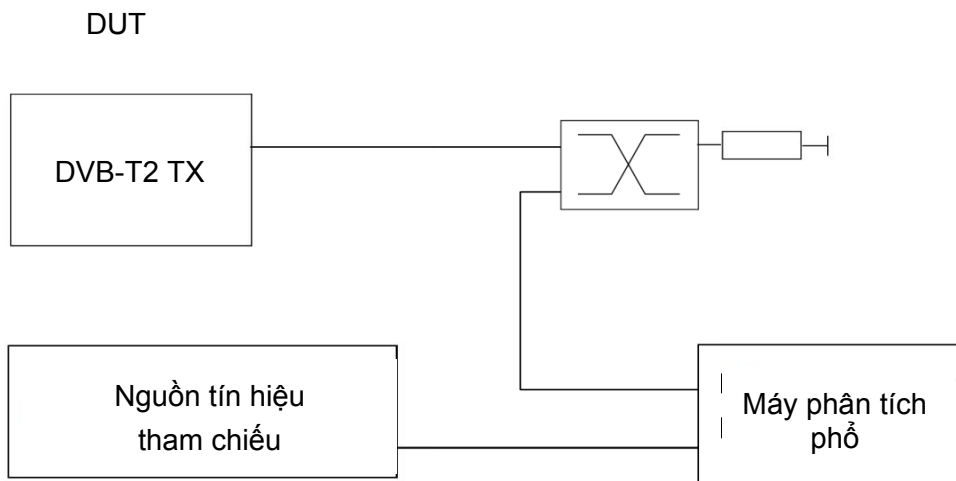 DUT
DVB-T2 TX
Nguồn tín hiệu
tham chiếu
Máy phân tích
phổ